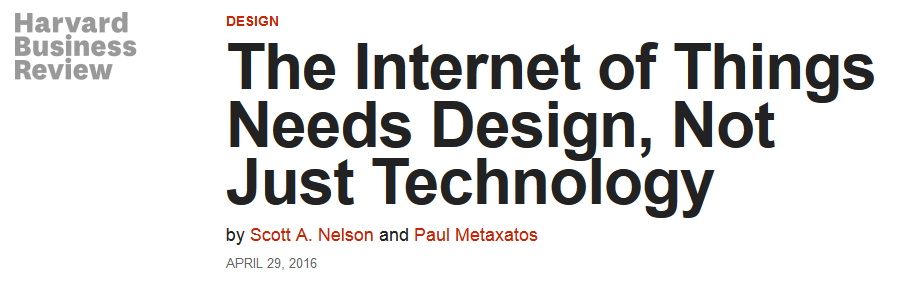 Harvard
Business
Review
DESIGN
The Internet of Things
Needs Design, Not
Just Technology
by Scott A. Nelson and Paul Metaxatos
APRIL 29, 2016